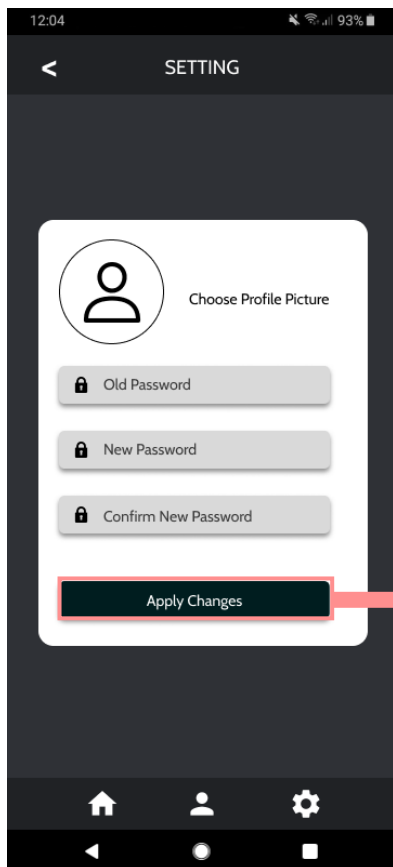 12:04 93%
< SETTING
Choose Profile Picture
Old Password
New Password
Confirm New Password
Apply Changes